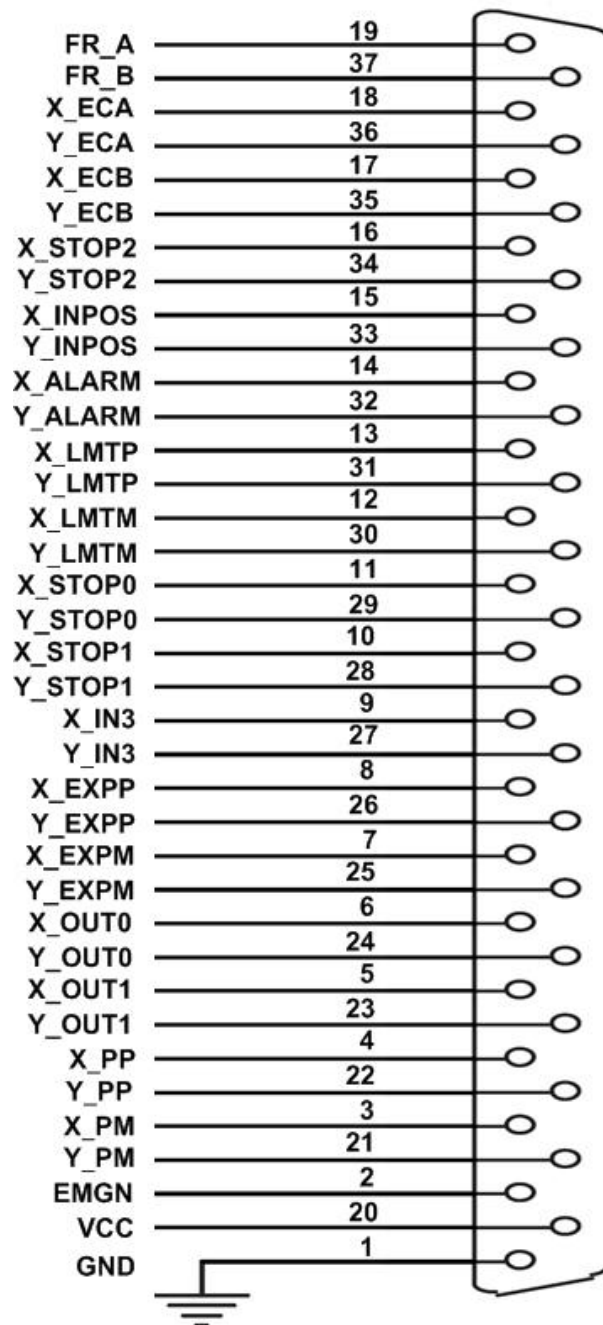 FR_A 19
FR_B 37
X_ECA 18
Y_ECA 36
X_ECB 17
Y_ECB 35
X_STOP2 16
Y_STOP2 34
X_INPOS 15
Y_INPOS 33
X_ALARM 14
Y_ALARM 32
X_LMTP 13
Y_LMTP 31
X_LMTM 12
Y_LMTM 30
X_STOP0 11
Y_STOP0 29
X_STOP1 10
Y_STOP1 28
X_IN3 9
Y_IN3 27
X_EXPP 8
Y_EXPP 26
X_EXPM 7
Y_EXPM 25
X_OUT0 6
Y_OUT0 24
X_OUT1 5
Y_OUT1 23
X_PP 4
Y_PP 22
X_PM 3
Y_PM 21
EMGN 2
VCC 20
GND 1